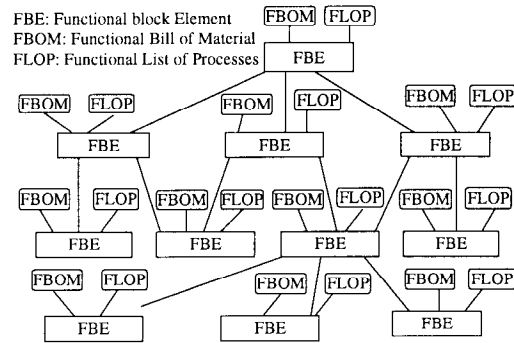 FBE: Functional block Element
FBOM: Functional Bill of Material
FLOP: Functional List of Processes
FBOM FLOP
FBE
FBOM FLOP FBOM FLOP FBOM FLOP
FBE FBE FBE
FBOM FLOP FBOM FLOP FBOM FLOP FBOM FLOP
FBE FBE FBE FBE
FBOM FLOP FBOM FLOP FBOM FLOP
FBE FBE FBE